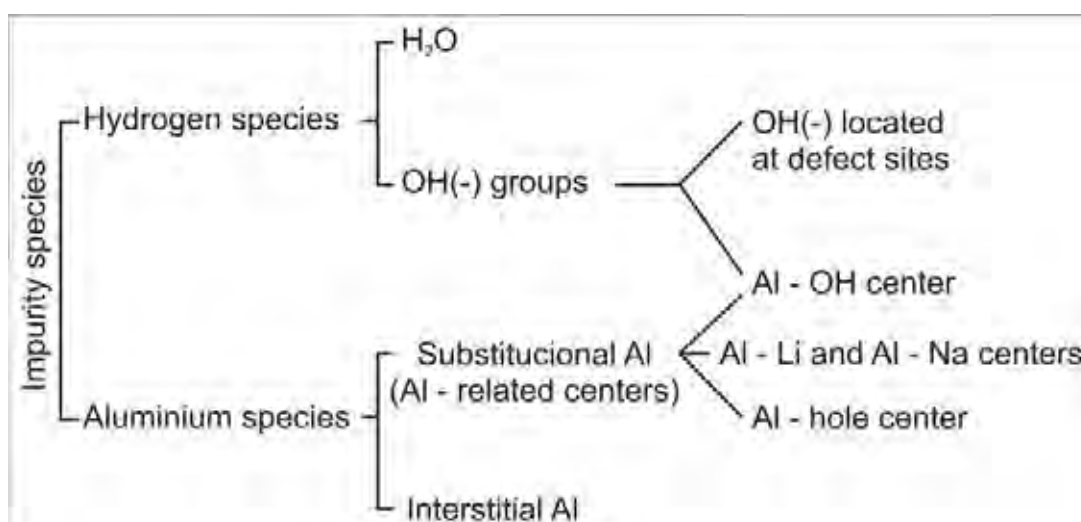 Impurity species
Hydrogen species
H₂O
OH(-) groups
OH(-) located
at defect sites
Al - OH center
Aluminium species
Substitucional Al
(Al - related centers)
Al - Li and Al - Na centers
Al - hole center
Interstitial Al